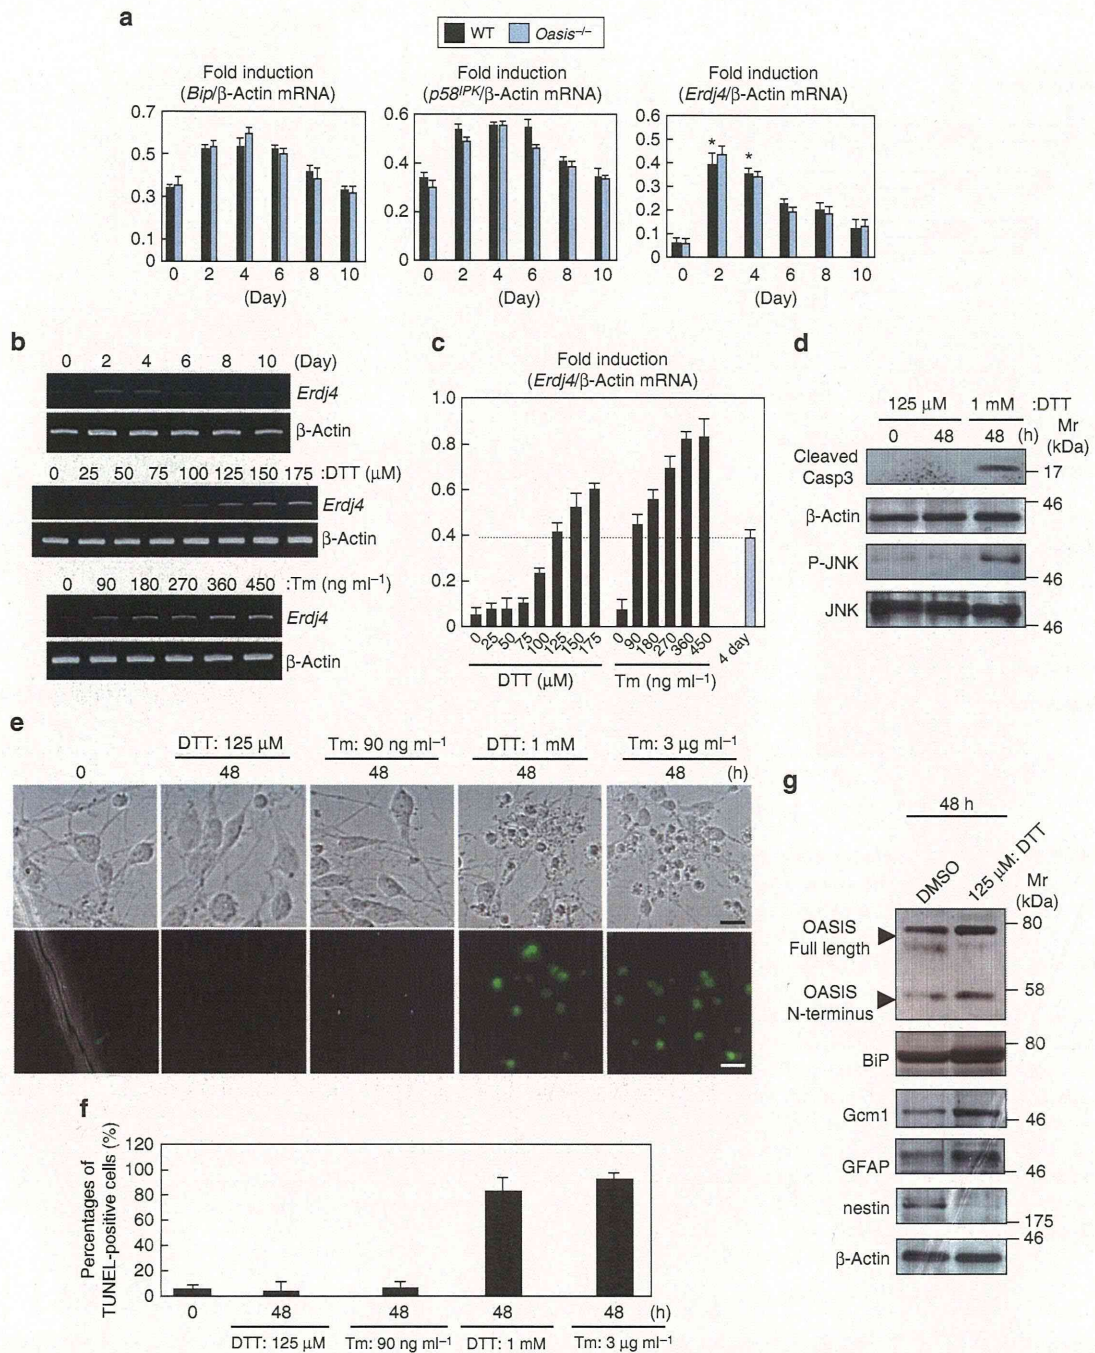 a
WT Oasis–/–
Fold induction
(Bip/β-Actin mRNA)
0.7
0.5
0.3
0.1
0
0 2 4 6 8 10
(Day)
Fold induction
(p58IPK/β-Actin mRNA)
0.6
0.4
0.2
0
0 2 4 6 8 10
(Day)
Fold induction
(Erdj4/β-Actin mRNA)
0.6
0.5
0.4
0.3
0.2
0.1
0
* *
0 2 4 6 8 10
(Day)
b
0 2 4 6 8 10 (Day)
Erdj4
β-Actin
0 25 50 75 100 125 150 175 :DTT (μM)
Erdj4
β-Actin
0 90 180 270 360 450 :Tm (ng ml–1)
Erdj4
β-Actin
c
Fold induction
(Erdj4/β-Actin mRNA)
1.0
0.8
0.6
0.4
0.2
0
0 25 50 75 100 125 150 175
DTT (μM)
0 90 180 270 360 450
Tm (ng ml–1)
4 day
d
125 μM 1 mM :DTT
0 48 48 (h) Mr (kDa)
Cleaved
Casp3
17
β-Actin
46
P-JNK
46
JNK
46
e
DTT: 125 μM Tm: 90 ng ml–1 DTT: 1 mM Tm: 3 μg ml–1
0 48 48 48 48 (h)
f
Percentages of
TUNEL-positive cells (%)
120
100
80
60
40
20
0
0 48 48 48 48 (h)
DTT: 125 μM Tm: 90 ng ml–1 DTT: 1 mM Tm: 3 μg ml–1
g
48 h
DMSO 125 μM: DTT
Mr
(kDa)
OASIS
Full length
80
OASIS
N-terminus
58
BiP
80
Gcm1
46
GFAP
46
nestin
175
β-Actin
46